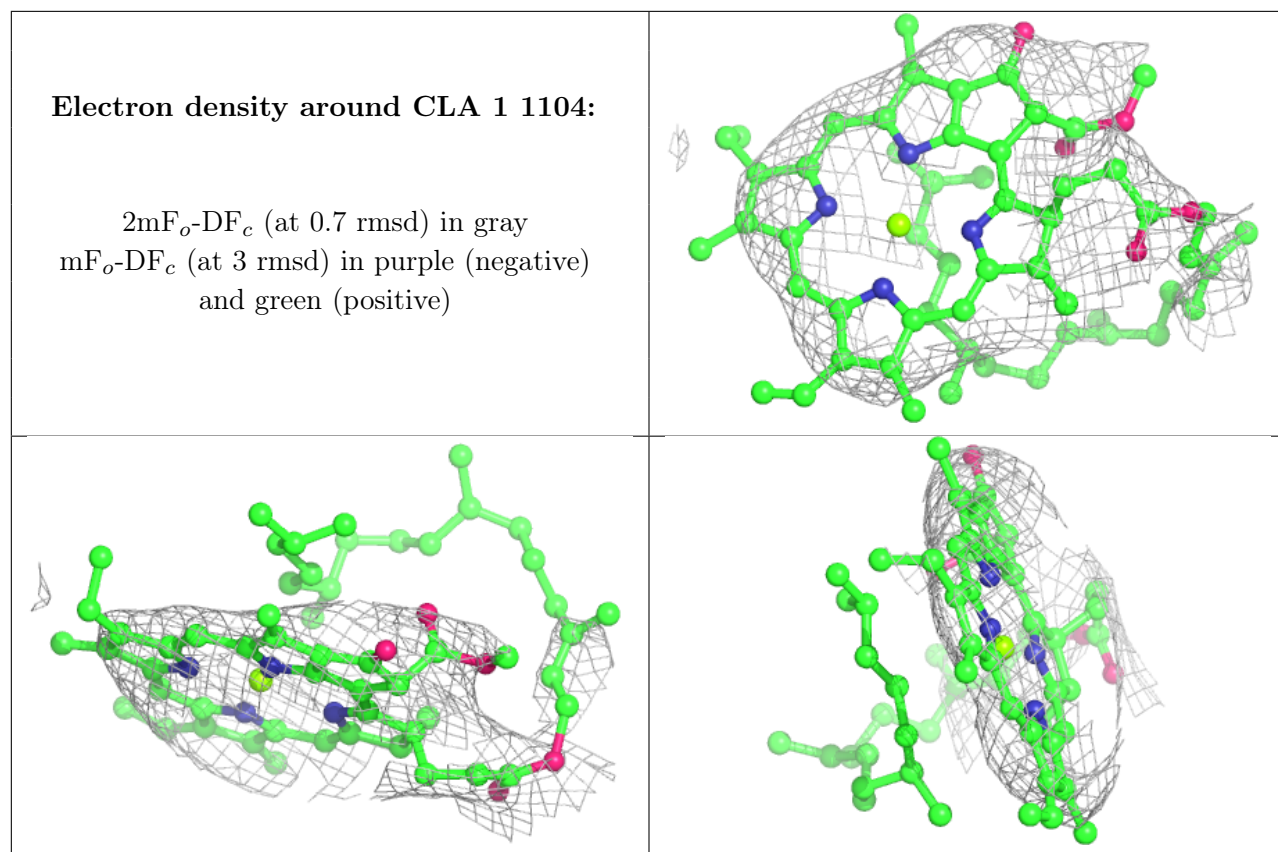 Electron density around CLA 1 1104:
2mFo-DFc (at 0.7 rmsd) in gray
mFo-DFc (at 3 rmsd) in purple (negative)
and green (positive)